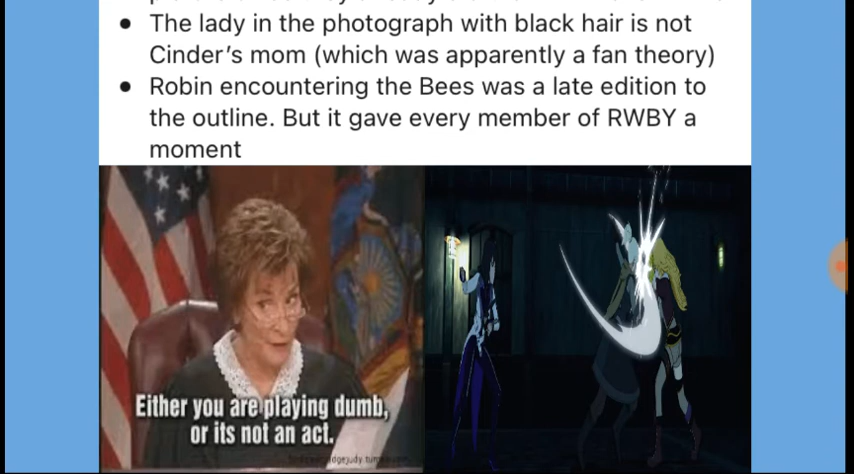 The lady in the photograph with black hair is not
Cinder's mom (which was apparently a fan theory)
Robin encountering the Bees was a late edition to
the outline. But it gave every member of RWBY a
moment
Either you are playing dumb,
or its not an act.